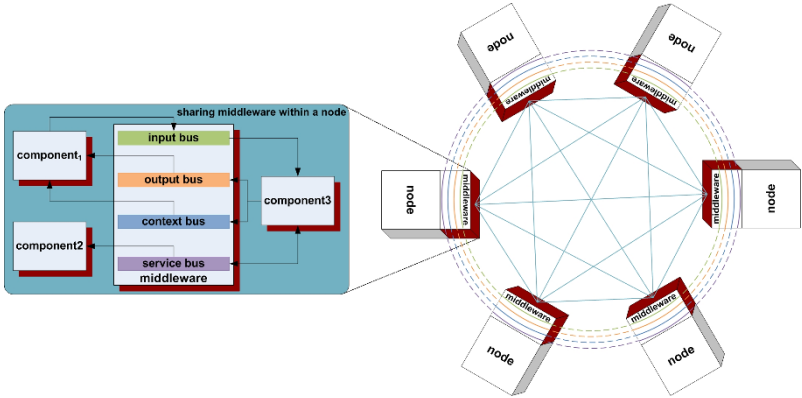 sharing middleware within a node
input bus
component₁
output bus
component3
context bus
component2
service bus
middleware
node
middleware
node
middleware
node
middleware
node
middleware
node
middleware
node
middleware